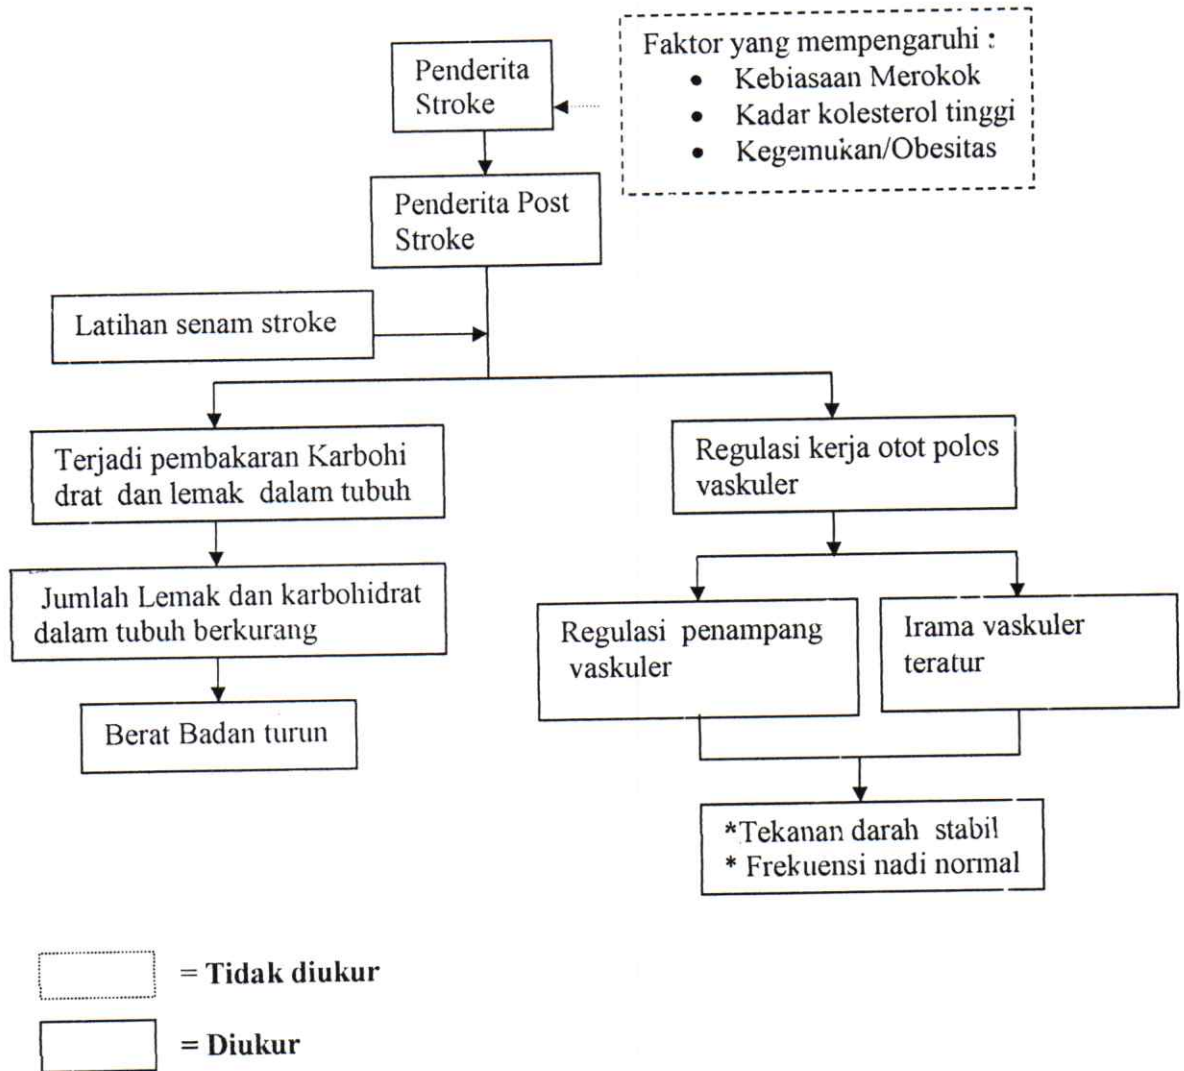 Penderita
Stroke
Faktor yang mempengaruhi :
• Kebiasaan Merokok
• Kadar kolesterol tinggi
• Kegemukan/Obesitas
Penderita Post
Stroke
Latihan senam stroke
Terjadi pembakaran Karbohi
drat dan lemak dalam tubuh
Regulasi kerja otot polos
vaskuler
Jumlah Lemak dan karbohidrat
dalam tubuh berkurang
Regulasi penampang
vaskuler
Irama vaskuler
teratur
Berat Badan turun
*Tekanan darah stabil
* Frekuensi nadi normal
= Tidak diukur
= Diukur